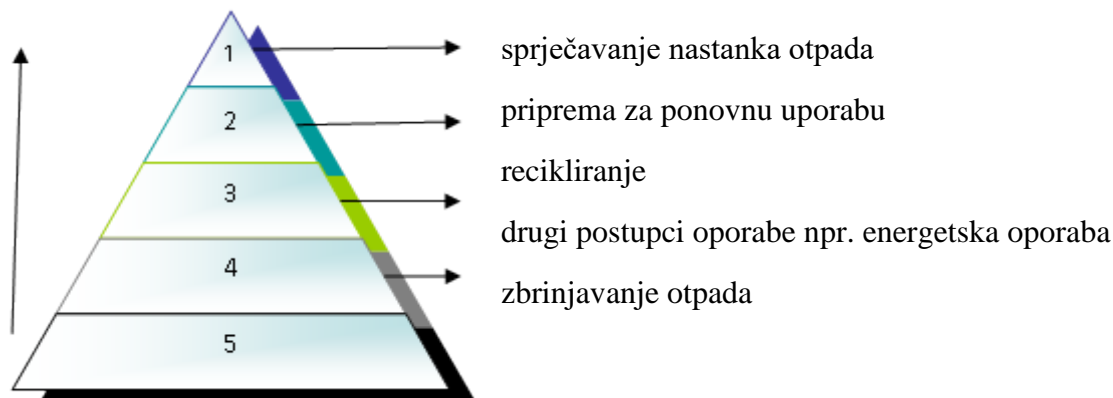 1
sprječavanje nastanka otpada
2
priprema za ponovnu uporabu
3
recikliranje
4
drugi postupci oporabe npr. energetska oporaba
5
zbrinjavanje otpada